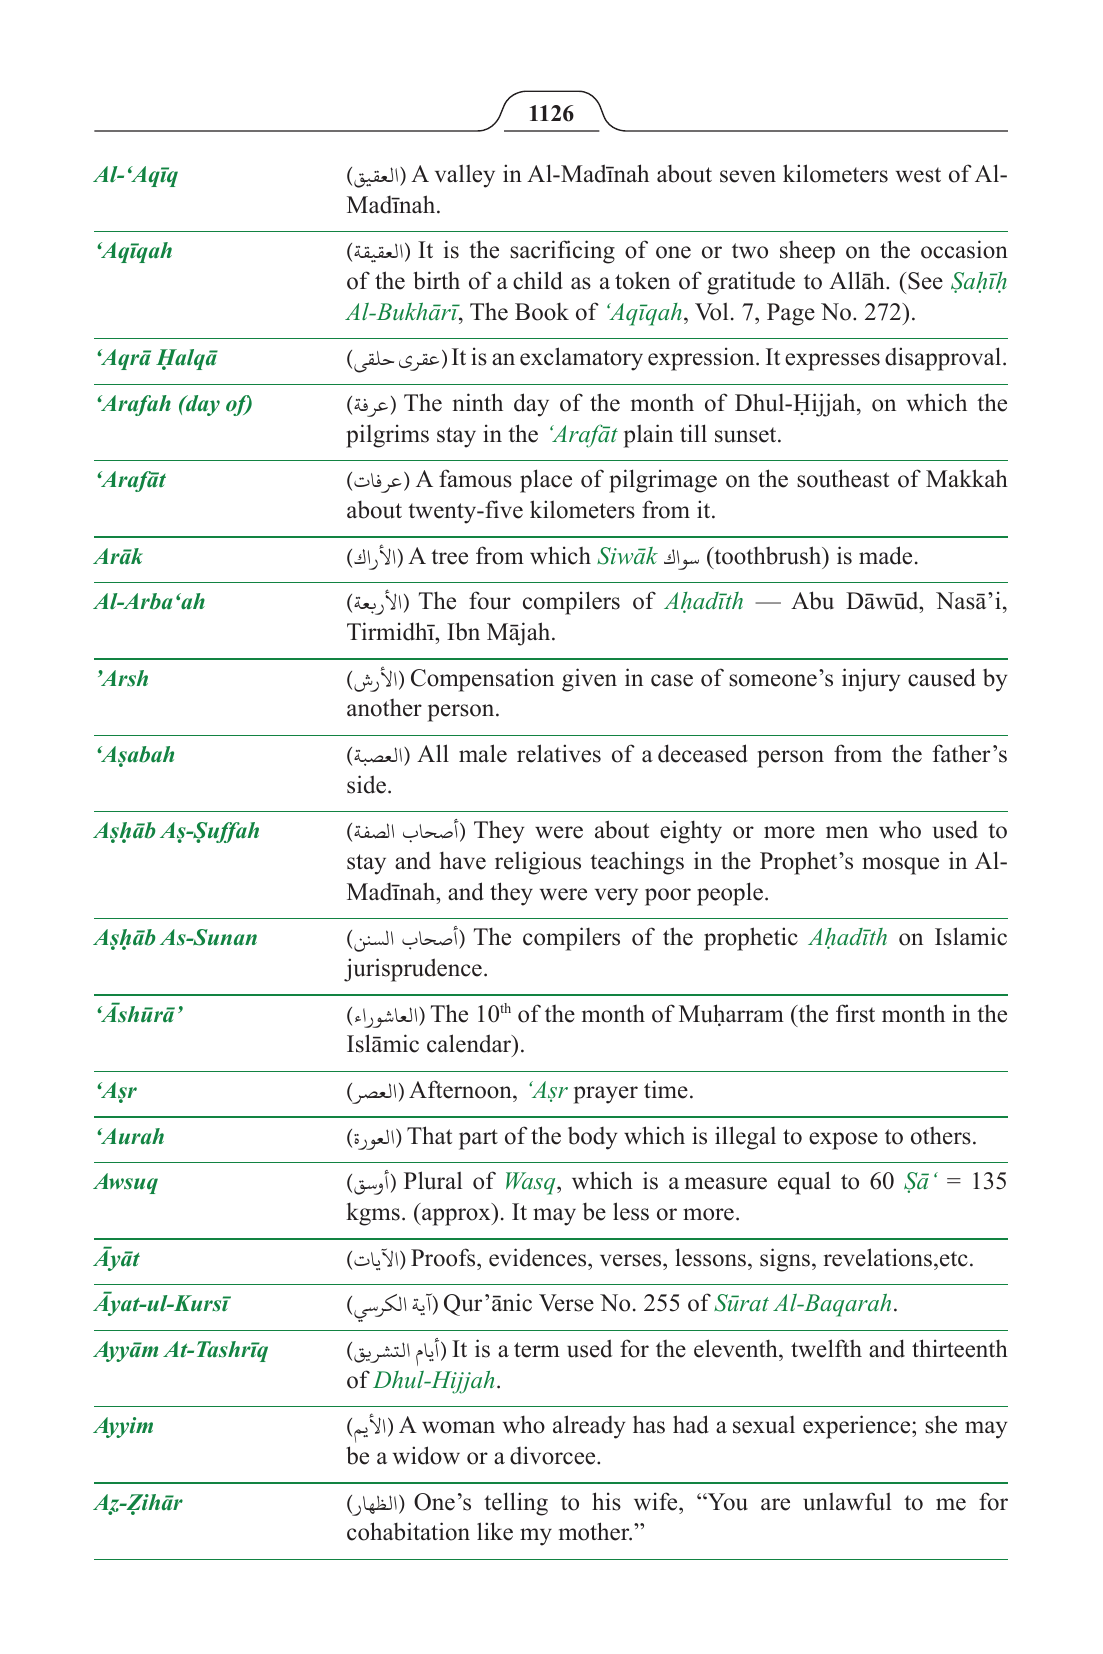 1126
Al-‘Aqīq (العقيق) A valley in Al-Madīnah about seven kilometers west of Al-
Madīnah.
‘Aqīqah (العقيقة) It is the sacrificing of one or two sheep on the occasion
of the birth of a child as a token of gratitude to Allāh. (See Ṣaḥīḥ
Al-Bukhārī, The Book of ‘Aqīqah, Vol. 7, Page No. 272).
‘Aqrā Ḥalqā (عقرى حلقى) It is an exclamatory expression. It expresses disapproval.
‘Arafah (day of) (عرفة) The ninth day of the month of Dhul-Ḥijjah, on which the
pilgrims stay in the ‘Arafāt plain till sunset.
‘Arafāt (عرفات) A famous place of pilgrimage on the southeast of Makkah
about twenty-five kilometers from it.
Arāk (الأراك) A tree from which Siwāk سواك (toothbrush) is made.
Al-Arba‘ah (الأربعة) The four compilers of Aḥadīth — Abu Dāwūd, Nasā’i,
Tirmidhī, Ibn Mājah.
’Arsh (الأرش) Compensation given in case of someone’s injury caused by
another person.
‘Aṣabah (العصبة) All male relatives of a deceased person from the father’s
side.
Aṣḥāb Aṣ-Ṣuffah (أصحاب الصفة) They were about eighty or more men who used to
stay and have religious teachings in the Prophet’s mosque in Al-
Madīnah, and they were very poor people.
Aṣḥāb As-Sunan (أصحاب السنن) The compilers of the prophetic Aḥadīth on Islamic
jurisprudence.
‘Āshūrā’ (العاشوراء) The 10th of the month of Muḥarram (the first month in the
Islāmic calendar).
‘Aṣr (العصر) Afternoon, ‘Aṣr prayer time.
‘Aurah (العورة) That part of the body which is illegal to expose to others.
Awsuq (أوسق) Plural of Wasq, which is a measure equal to 60 Ṣā‘ = 135
kgms. (approx). It may be less or more.
Āyāt (الآيات) Proofs, evidences, verses, lessons, signs, revelations,etc.
Āyat-ul-Kursī (آية الكرسي) Qur’ānic Verse No. 255 of Sūrat Al-Baqarah.
Ayyām At-Tashrīq (أيام التشريق) It is a term used for the eleventh, twelfth and thirteenth
of Dhul-Hijjah.
Ayyim (الأيم) A woman who already has had a sexual experience; she may
be a widow or a divorcee.
Aẓ-Ẓihār (الظهار) One’s telling to his wife, “You are unlawful to me for
cohabitation like my mother.”